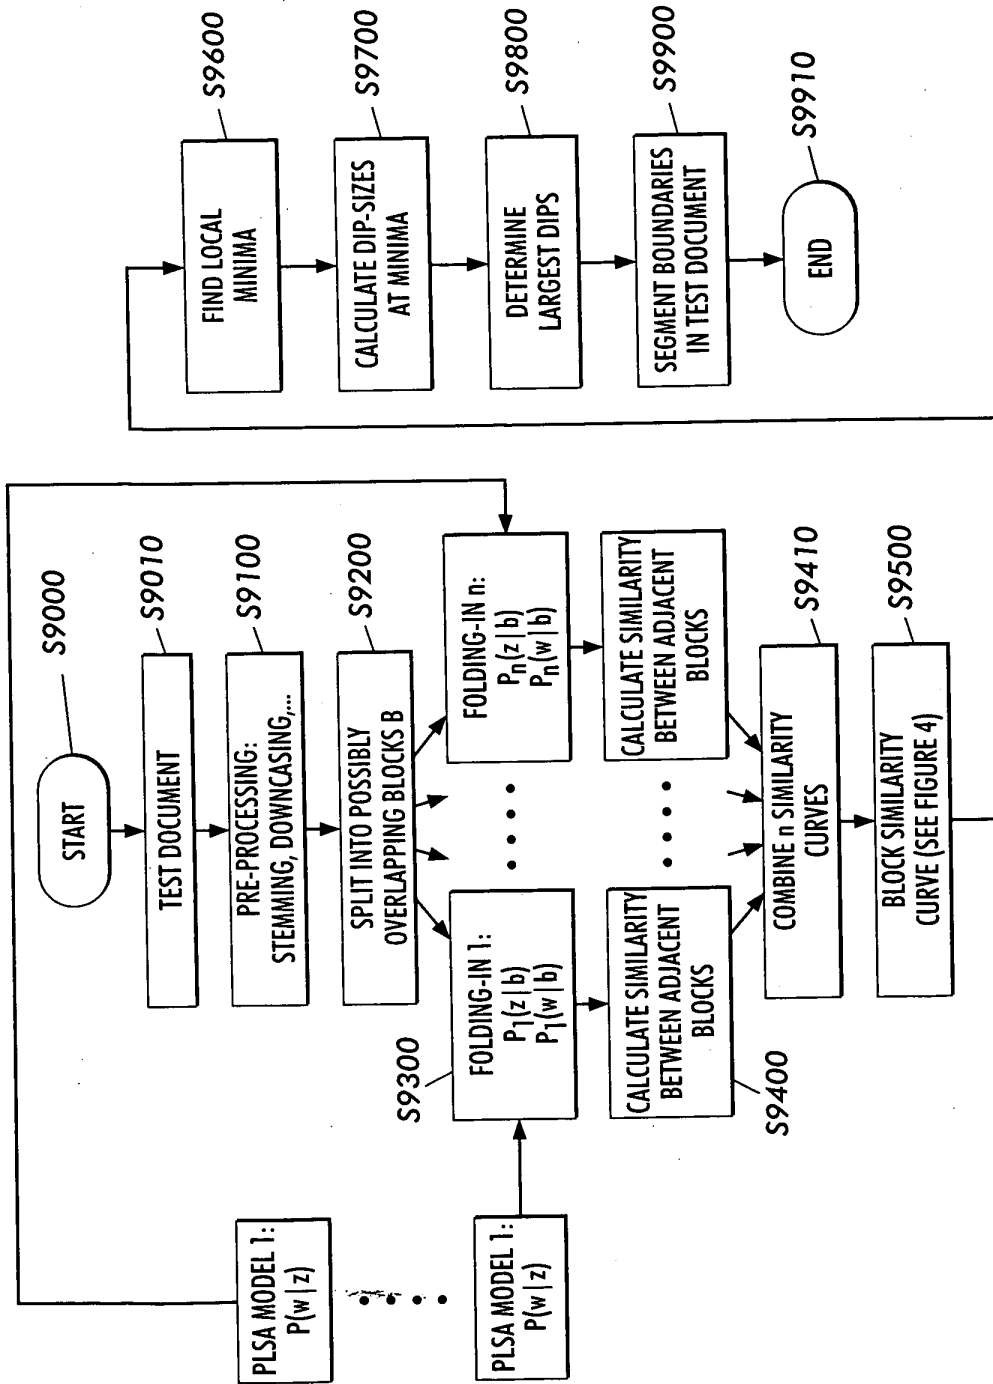 START
S9000
TEST DOCUMENT
S9010
PRE-PROCESSING:
STEMMING, DOWNCASING,...
S9100
SPLIT INTO POSSIBLY
OVERLAPPING BLOCKS B
S9200
PLSA MODEL 1:
P(w|z)
PLSA MODEL 1:
P(w|z)
S9300
FOLDING-IN 1:
P1(z|b)
P1(w|b)
FOLDING-IN n:
Pn(z|b)
Pn(w|b)
CALCULATE SIMILARITY
BETWEEN ADJACENT
BLOCKS
S9400
CALCULATE SIMILARITY
BETWEEN ADJACENT
BLOCKS
COMBINE n SIMILARITY
CURVES
S9410
BLOCK SIMILARITY
CURVE (SEE FIGURE 4)
S9500
FIND LOCAL
MINIMA
S9600
CALCULATE DIP-SIZES
AT MINIMA
S9700
DETERMINE
LARGEST DIPS
S9800
SEGMENT BOUNDARIES
IN TEST DOCUMENT
S9900
END
S9910